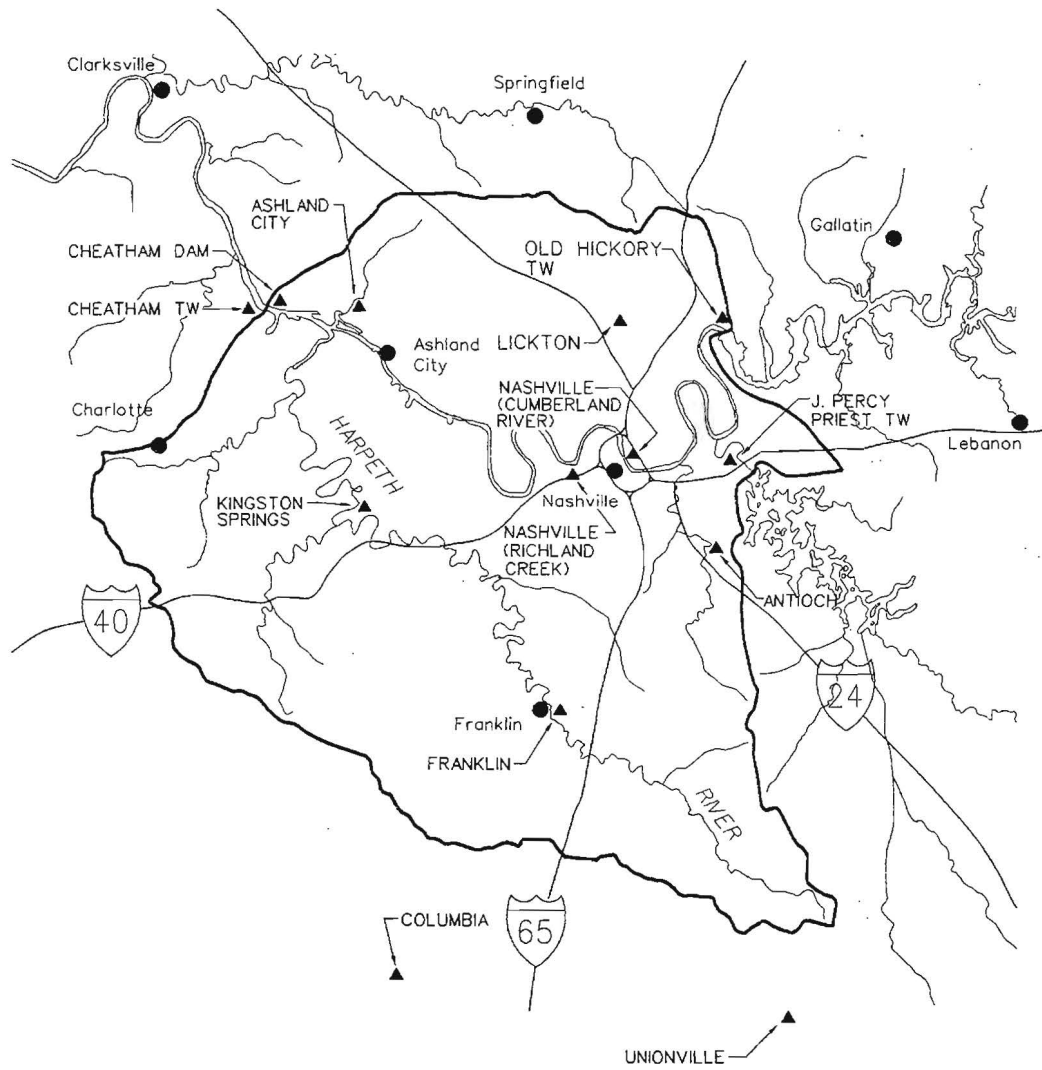 Clarksville
Springfield
ASHLAND
CITY
Gallatin
CHEATHAM DAM
OLD HICKORY
TW
CHEATHAM TW
LICKTON
Ashland
City
NASHVILLE
(CUMBERLAND
RIVER)
J. PERCY
PRIEST TW
Charlotte
Lebanon
HARPETH
KINGSTON
SPRINGS
Nashville
NASHVILLE
(RICHLAND
CREEK)
ANTIOCH
40
24
Franklin
FRANKLIN
RIVER
COLUMBIA
65
UNIONVILLE